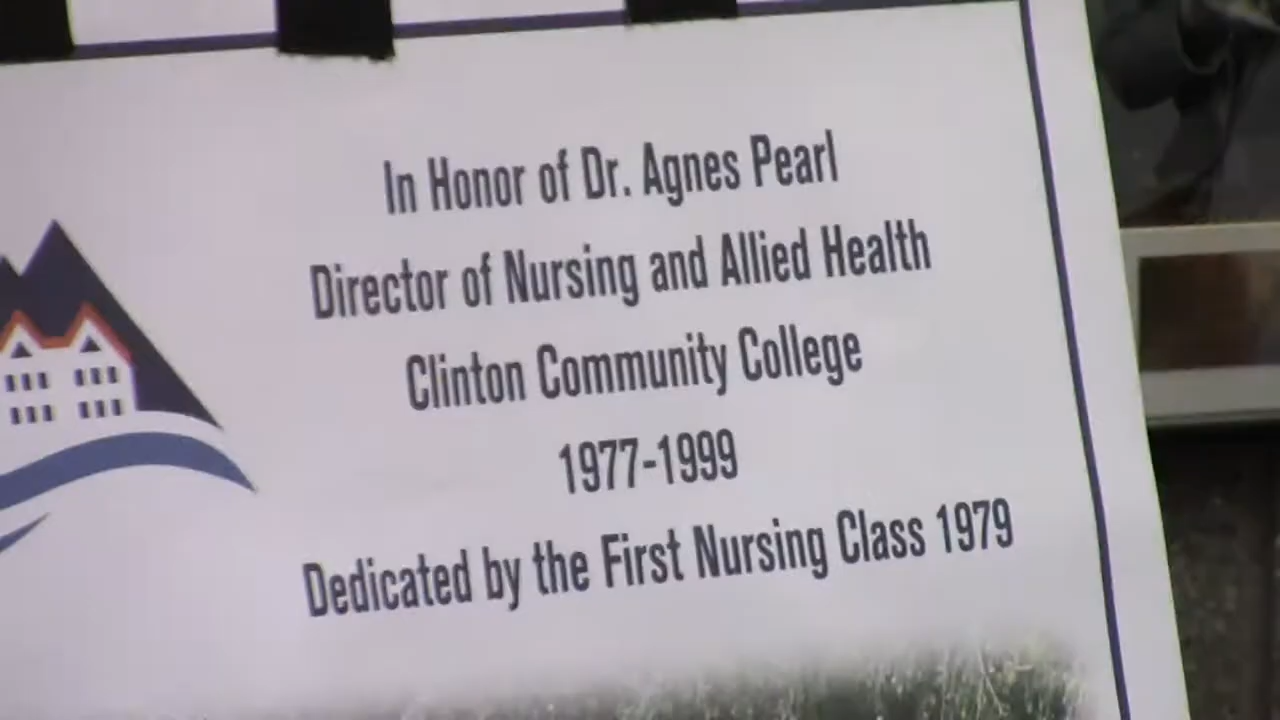 In Honor of Dr. Agnes Pearl
Director of Nursing and Allied Health
Clinton Community College
1977-1999
Dedicated by the First Nursing Class 1979